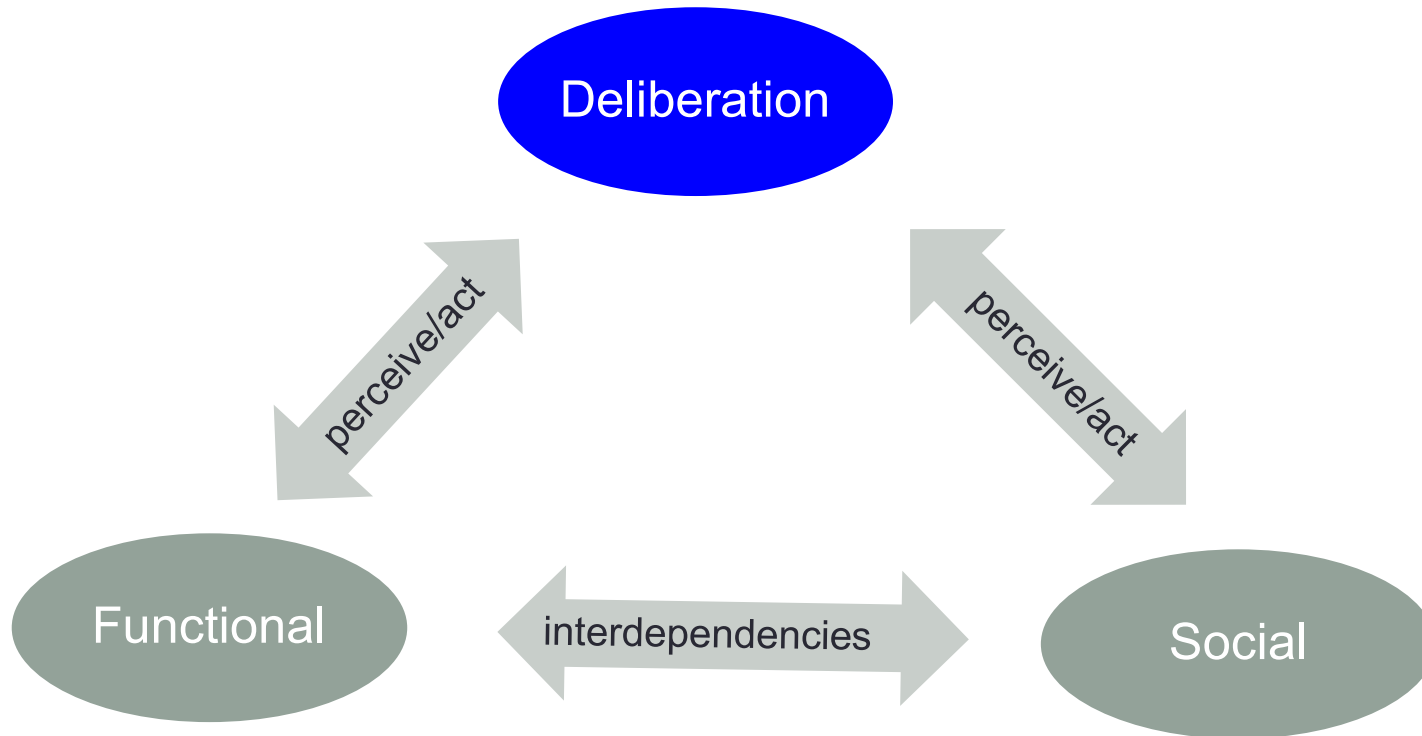 Deliberation
perceive/act
perceive/act
Functional
interdependencies
Social